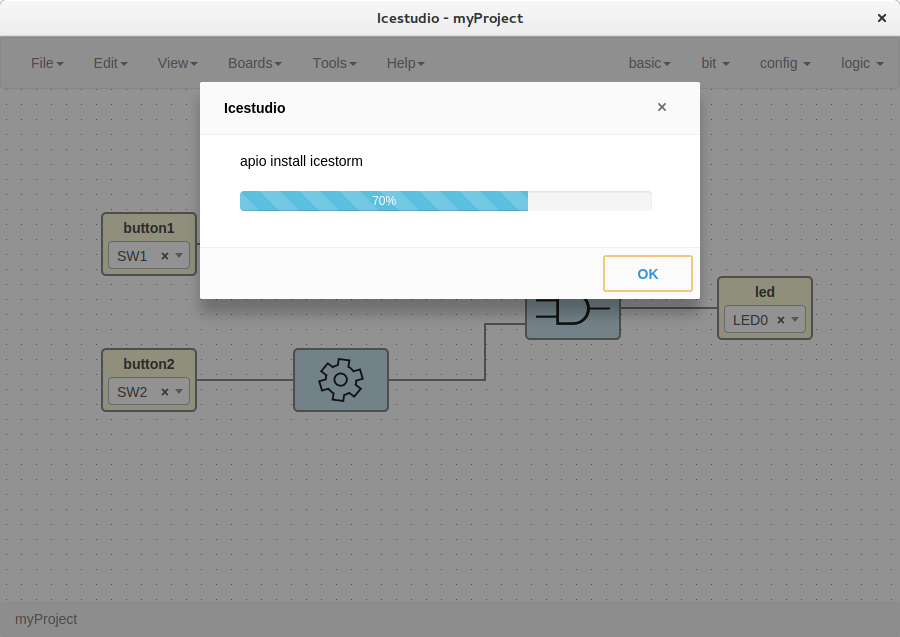 Icestudio - myProject
File Edit View Boards Tools Help basic bit config logic
Icestudio
apio install icestorm
70%
OK
button1
SW1
led
LED0
button2
SW2
myProject